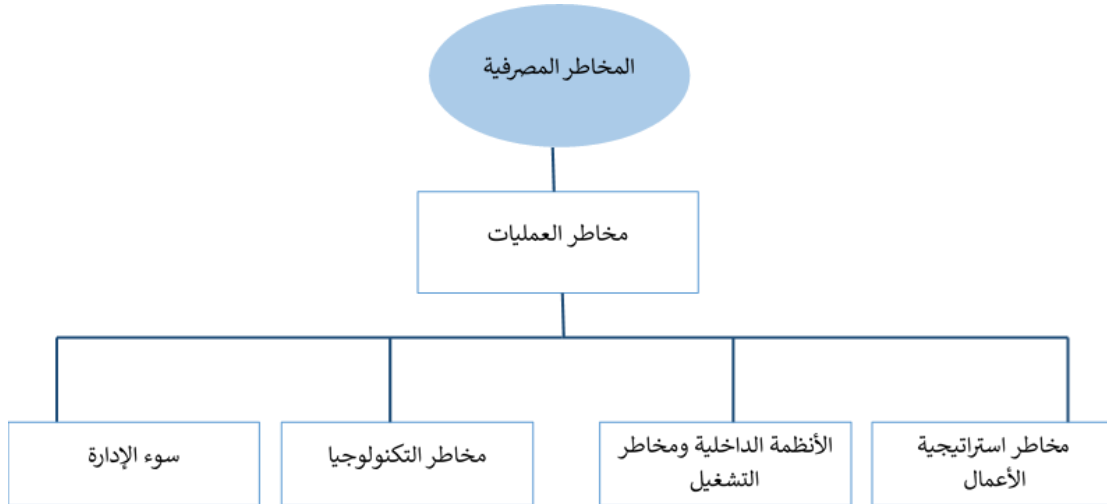 المخاطر المصرفية
مخاطر العمليات
مخاطر استراتيجية
الأعمال
الأنظمة الداخلية ومخاطر
التشغيل
مخاطر التكنولوجيا
سوء الإدارة